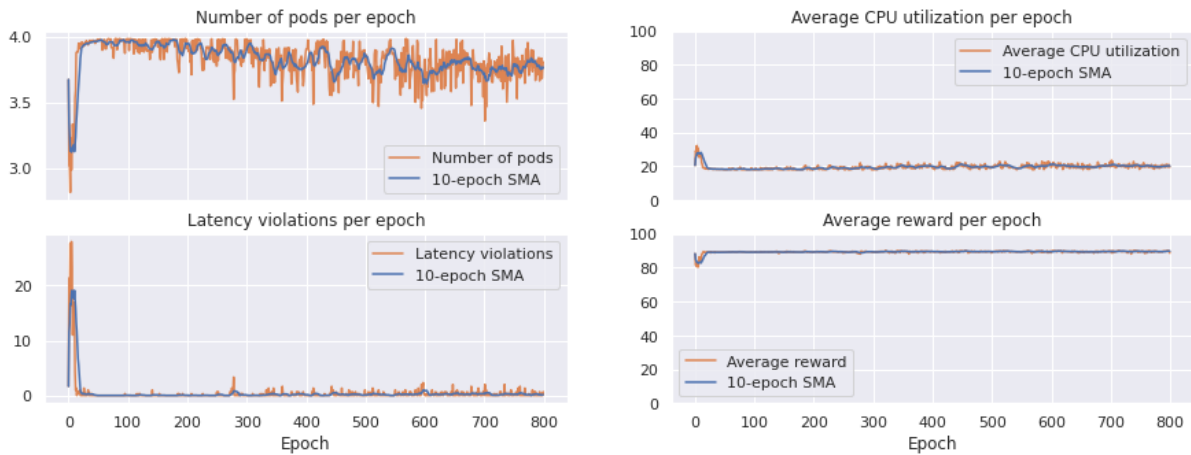 Number of pods per epoch
4.0
3.5
3.0
Number of pods
10-epoch SMA
Average CPU utilization per epoch
100
80
60
40
20
0
Average CPU utilization
10-epoch SMA
Latency violations per epoch
20
10
0
Latency violations
10-epoch SMA
0 100 200 300 400 500 600 700 800
Epoch
Average reward per epoch
100
80
60
40
20
0
Average reward
10-epoch SMA
0 100 200 300 400 500 600 700 800
Epoch